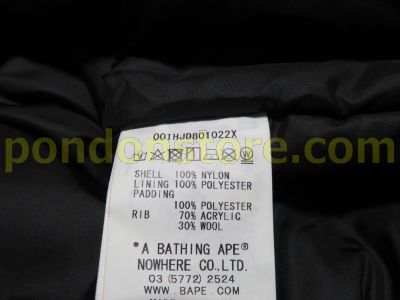 001HJD801022X
pondonstore.com
SHELL 100% NYLON
LINING 100% POLYESTER
PADDING
100% POLYESTER
RIB 70% ACRYLIC
30% WOOL
*A BATHING APE®
NOWHERE CO.,LTD.
03 (5772) 2524
WWW.BAPE.COM